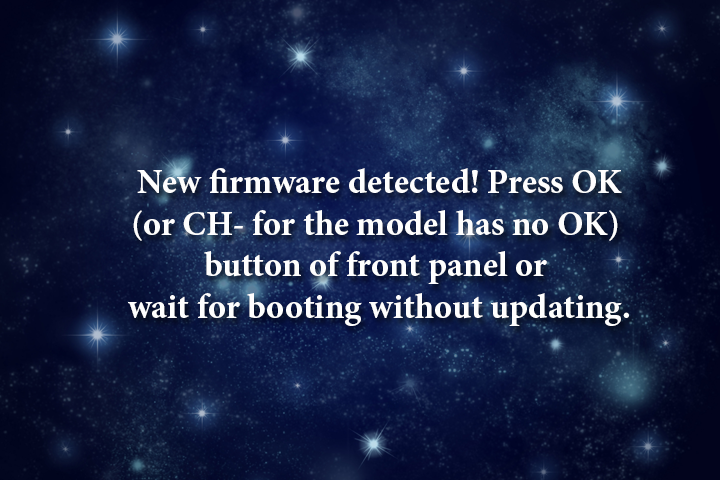 New firmware detected! Press OK
(or CH- for the model has no OK)
button of front panel or
wait for booting without updating.